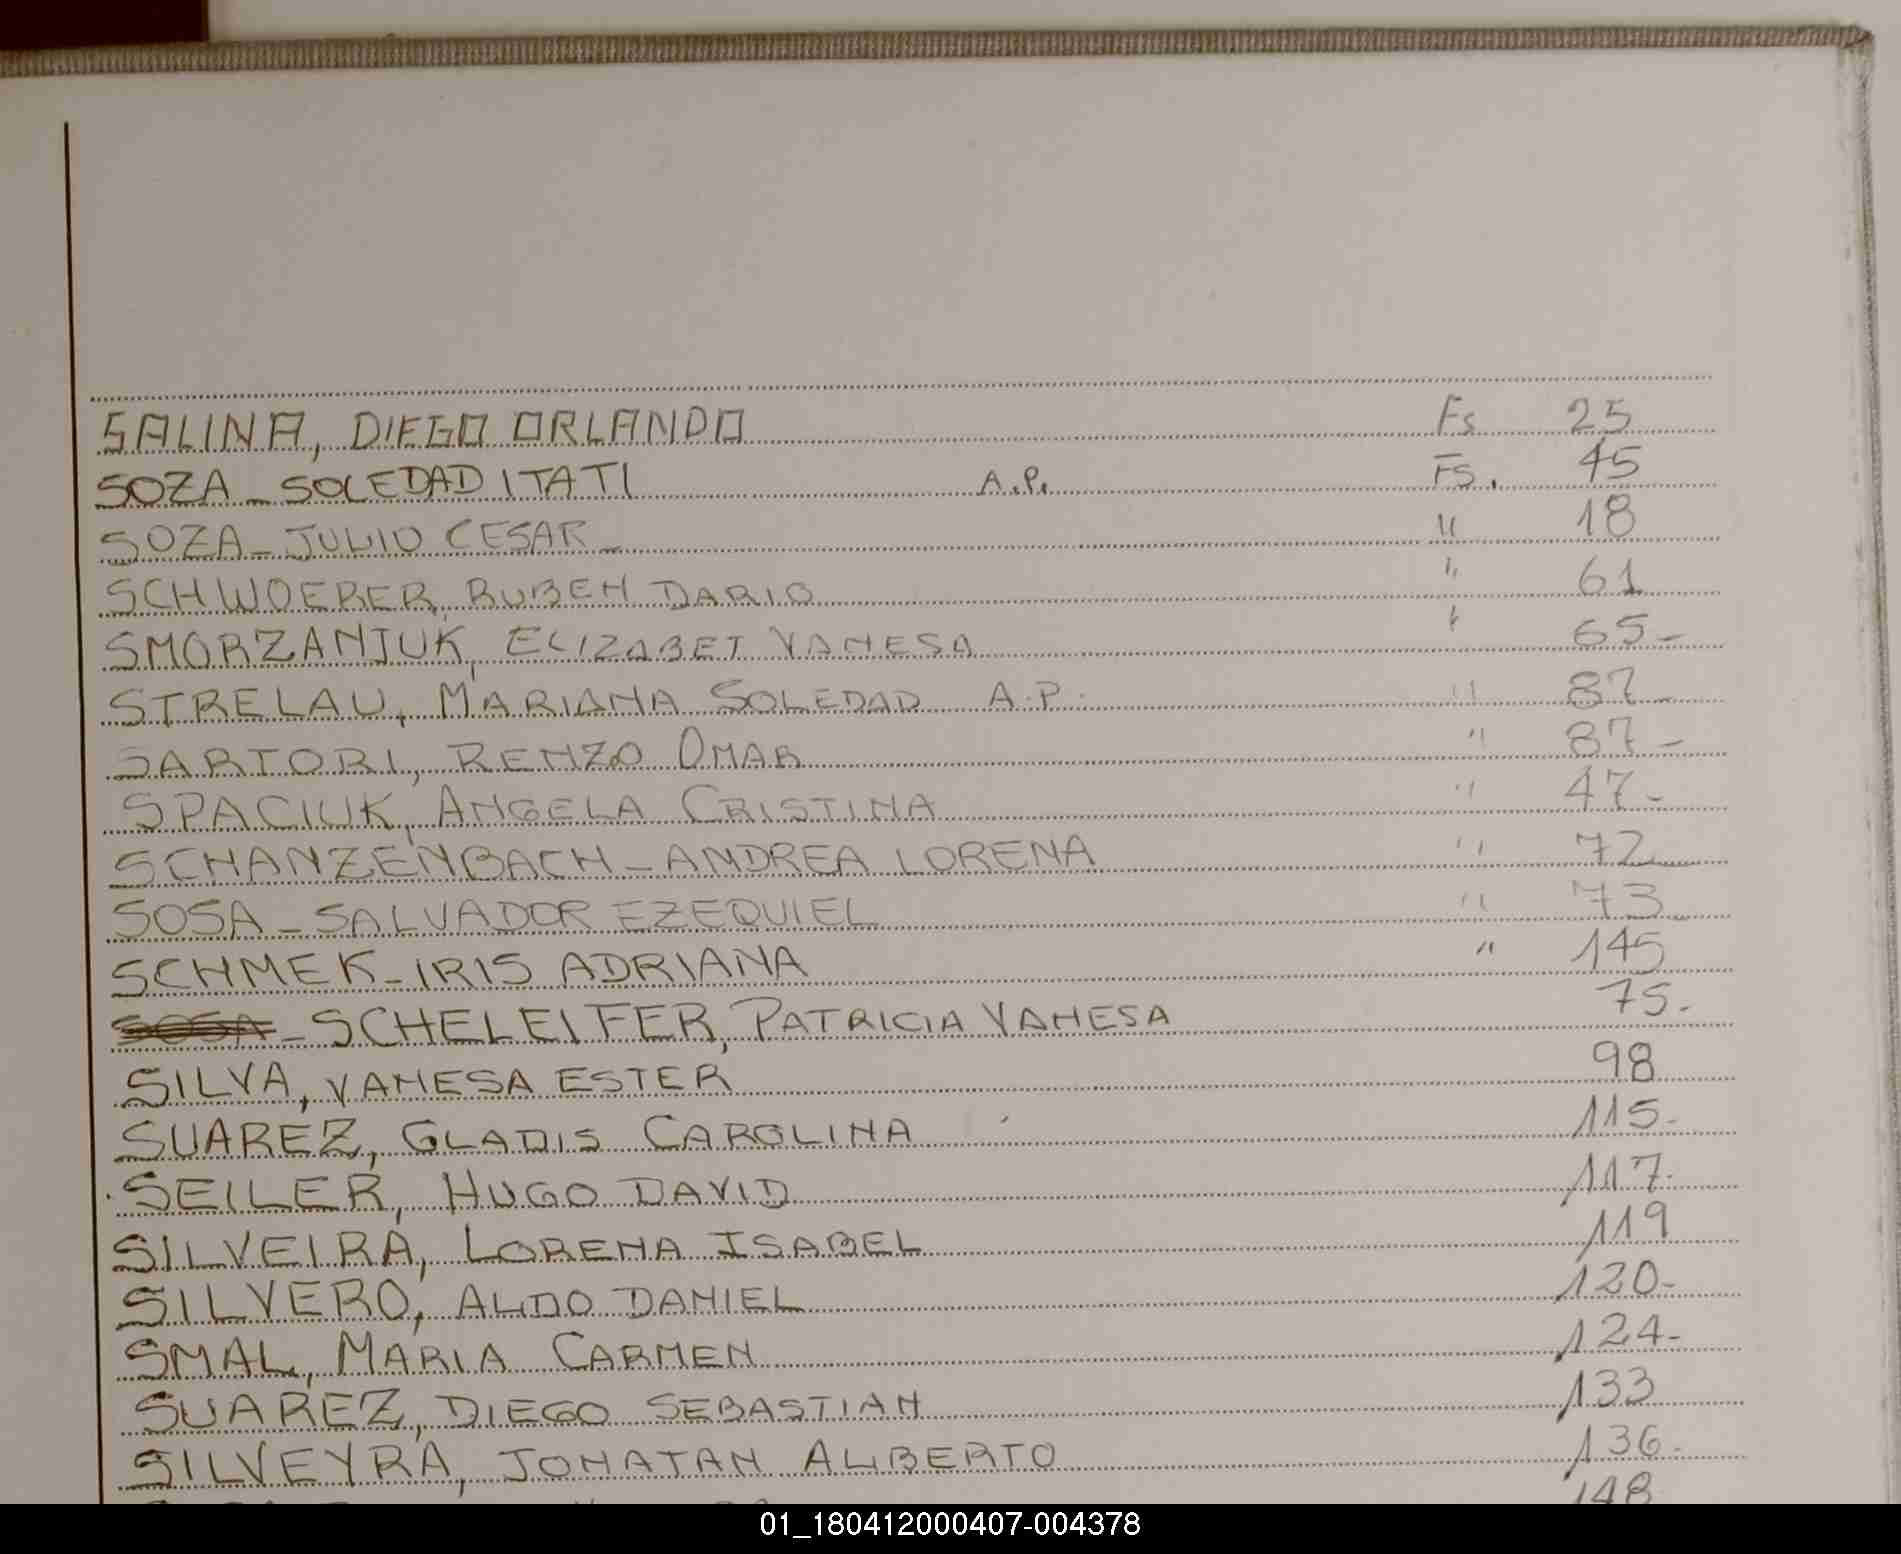 SALINA, DIEGO ORLANDO Fs 25
SOZA - SOLEDAD ITATI A.P. FS. 45
SOZA - JULIO CESAR - " 18
SCHWOERER, RUBEN DARIO " 61
SMORZANIUK, ELIZABET VANESA " 65-
STRELAU, MARIANA SOLEDAD A.P. " 87-
SARTORI, RENZO OMAR " 87-
SPACIUK, ANGELA CRISTINA " 47-
SCHANZENBACH - ANDREA LORENA " 72
SOSA - SALVADOR EZEQUIEL " 73
SCHMEK - IRIS ADRIANA " 145
SOSA - SCHELEIFER, PATRICIA VANESA 75-
SILVA, VANESA ESTER 98
SUAREZ, GLADIS CAROLINA 115-
SEILER, HUGO DAVID 117-
SILVEIRA, LORENA ISABEL 119
SILVERO, ALDO DANIEL 120-
SMAL, MARIA CARMEN 124-
SUAREZ, DIEGO SEBASTIAN 133
SILVEYRA, JONATAN ALBERTO 136-
148
01_180412000407-004378